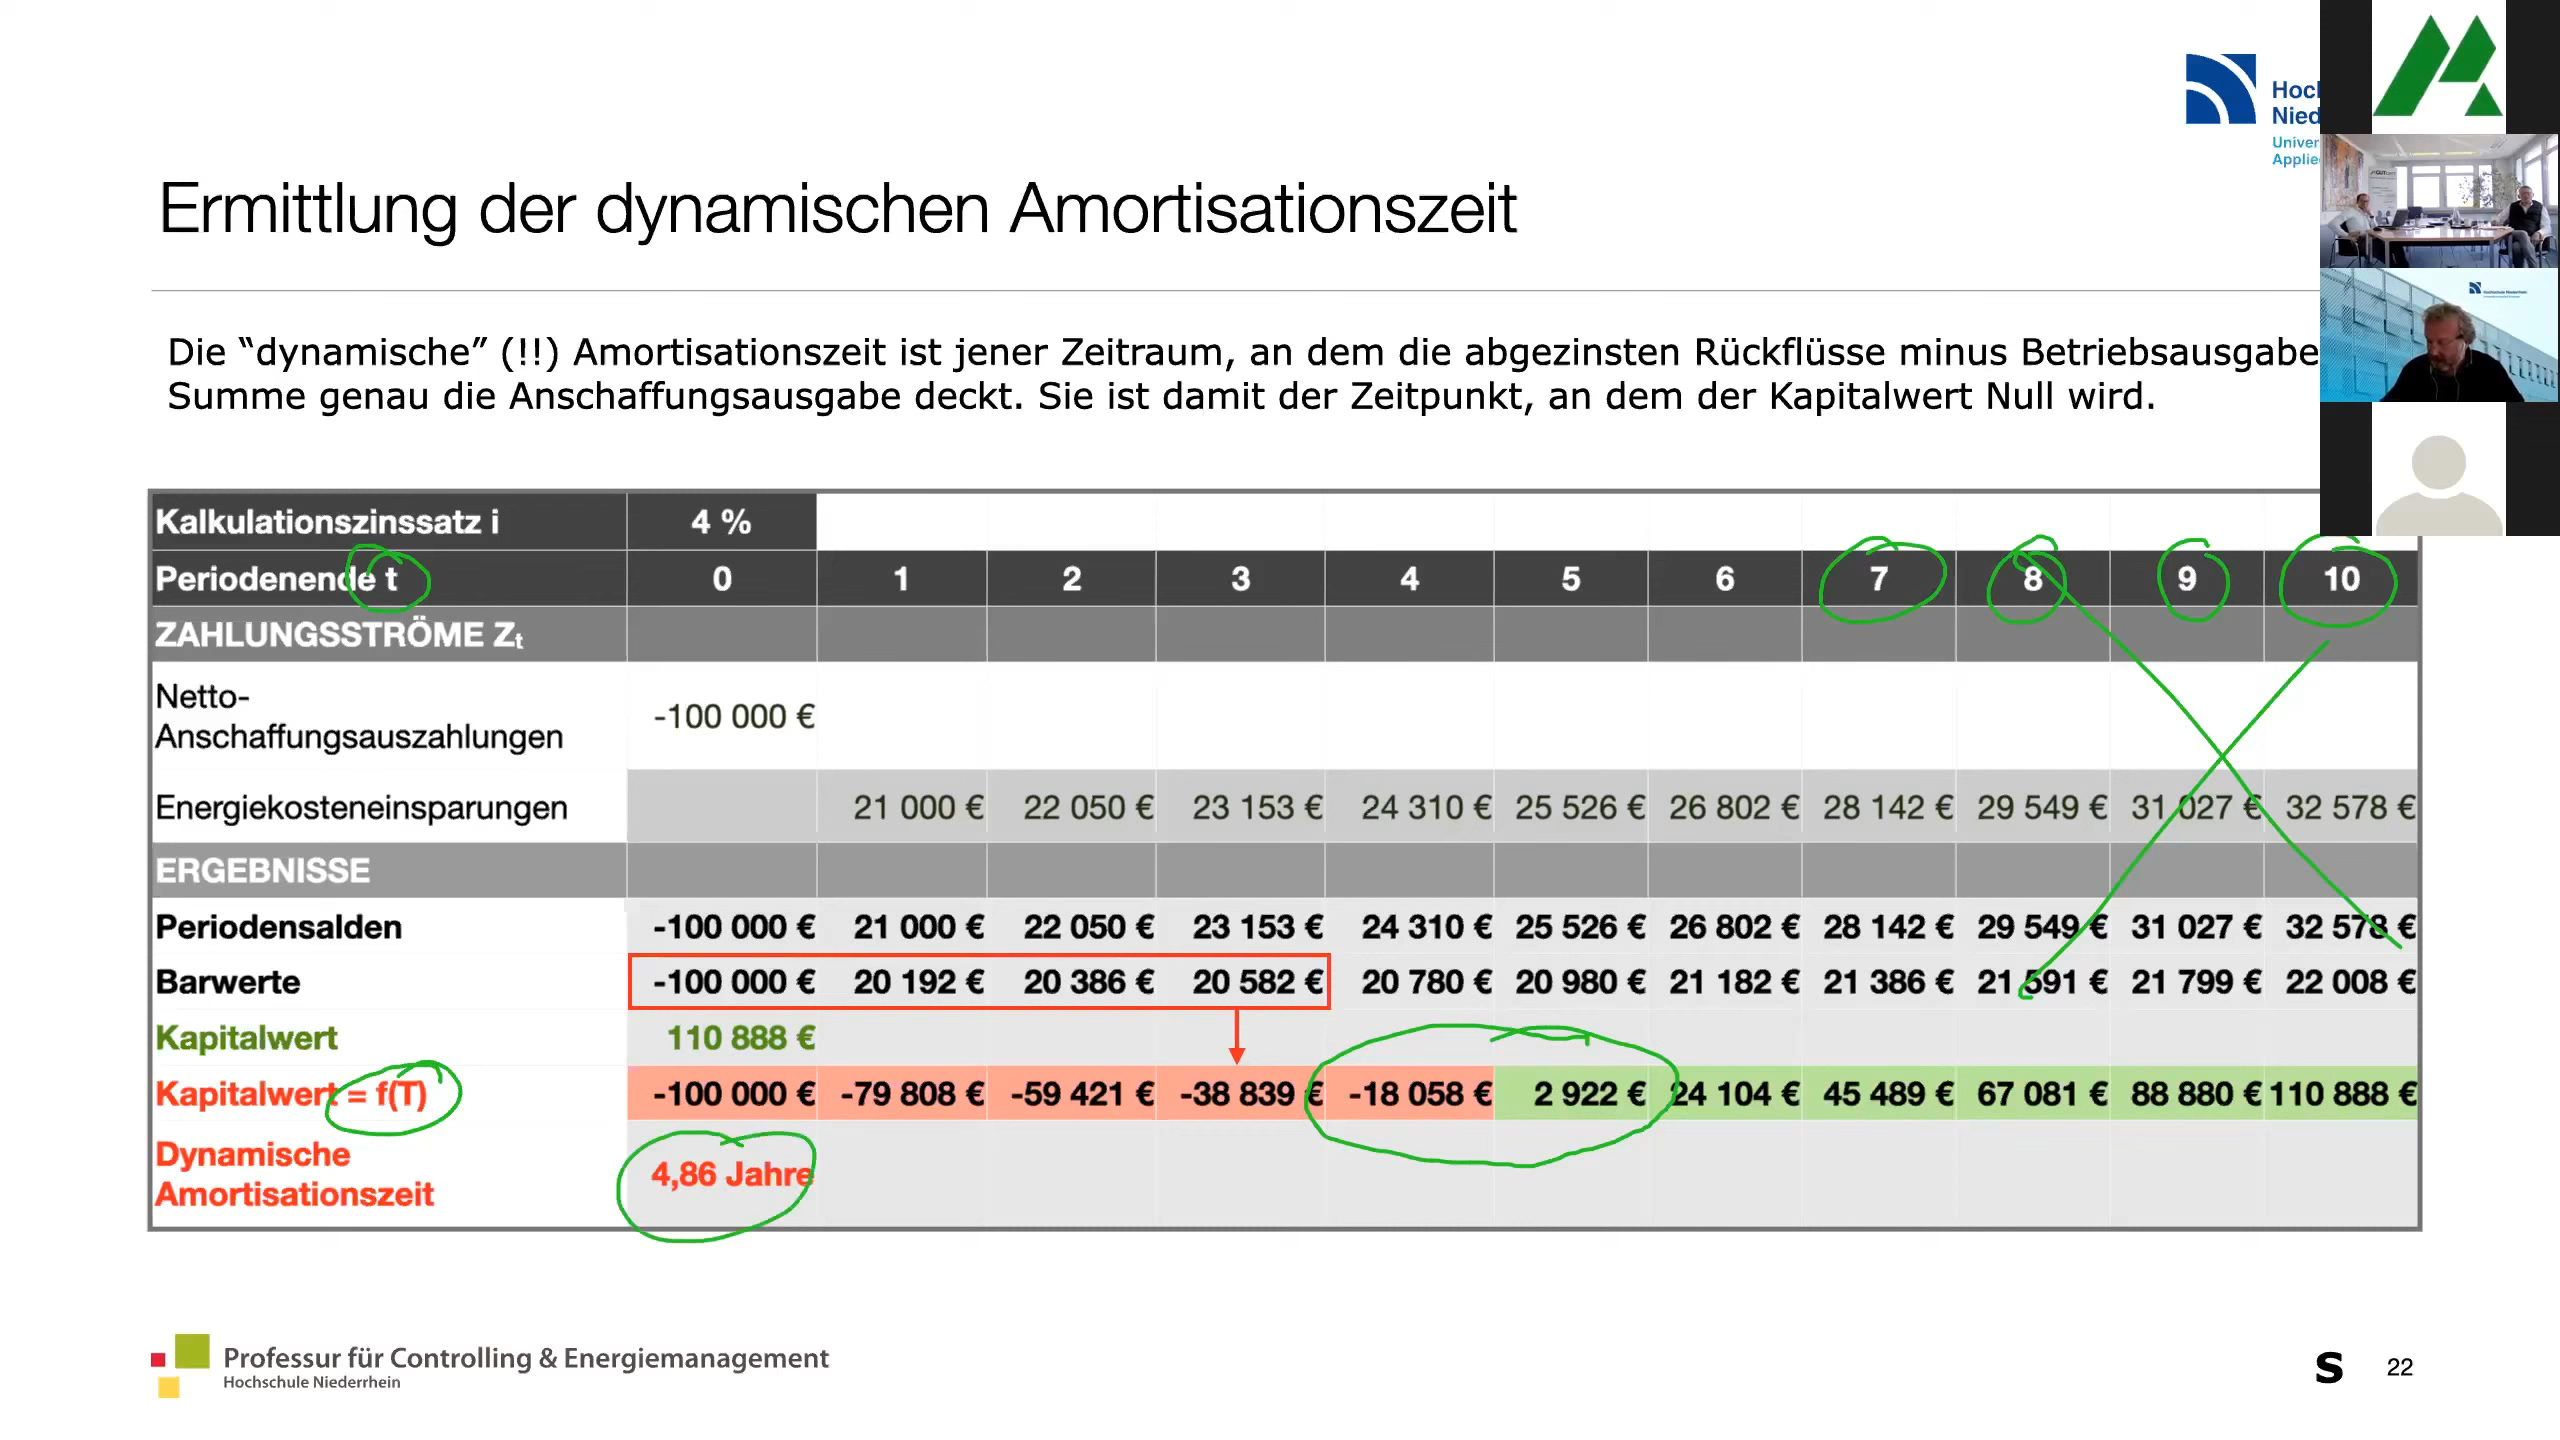 Hoc
Nied
Univer
Applie
Ermittlung der dynamischen Amortisationszeit
Die “dynamische” (!!) Amortisationszeit ist jener Zeitraum, an dem die abgezinsten Rückflüsse minus Betriebsausgabe
Summe genau die Anschaffungsausgabe deckt. Sie ist damit der Zeitpunkt, an dem der Kapitalwert Null wird.
Kalkulationszinssatz i 4 %
Periodenende t 0 1 2 3 4 5 6 7 8 9 10
ZAHLUNGSSTRÖME Zₜ
Netto-
Anschaffungsauszahlungen -100 000 €
Energiekosteneinsparungen 21 000 € 22 050 € 23 153 € 24 310 € 25 526 € 26 802 € 28 142 € 29 549 € 31 027 € 32 578 €
ERGEBNISSE
Periodensalden -100 000 € 21 000 € 22 050 € 23 153 € 24 310 € 25 526 € 26 802 € 28 142 € 29 549 € 31 027 € 32 578 €
Barwerte -100 000 € 20 192 € 20 386 € 20 582 € 20 780 € 20 980 € 21 182 € 21 386 € 21 591 € 21 799 € 22 008 €
Kapitalwert 110 888 €
Kapitalwert = f(T) -100 000 € -79 808 € -59 421 € -38 839 € -18 058 € 2 922 € 24 104 € 45 489 € 67 081 € 88 880 € 110 888 €
Dynamische
Amortisationszeit 4,86 Jahre
Professur für Controlling & Energiemanagement
Hochschule Niederrhein
S 22